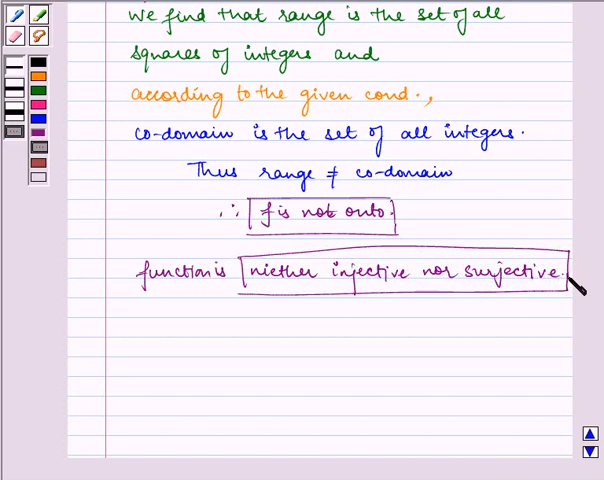 we find that range is the set of all
squares of integers and
according to the given cond.,
co-domain is the set of all integers.
Thus range ≠ co-domain
∴ f is not onto.
function is niether injective nor surjective.